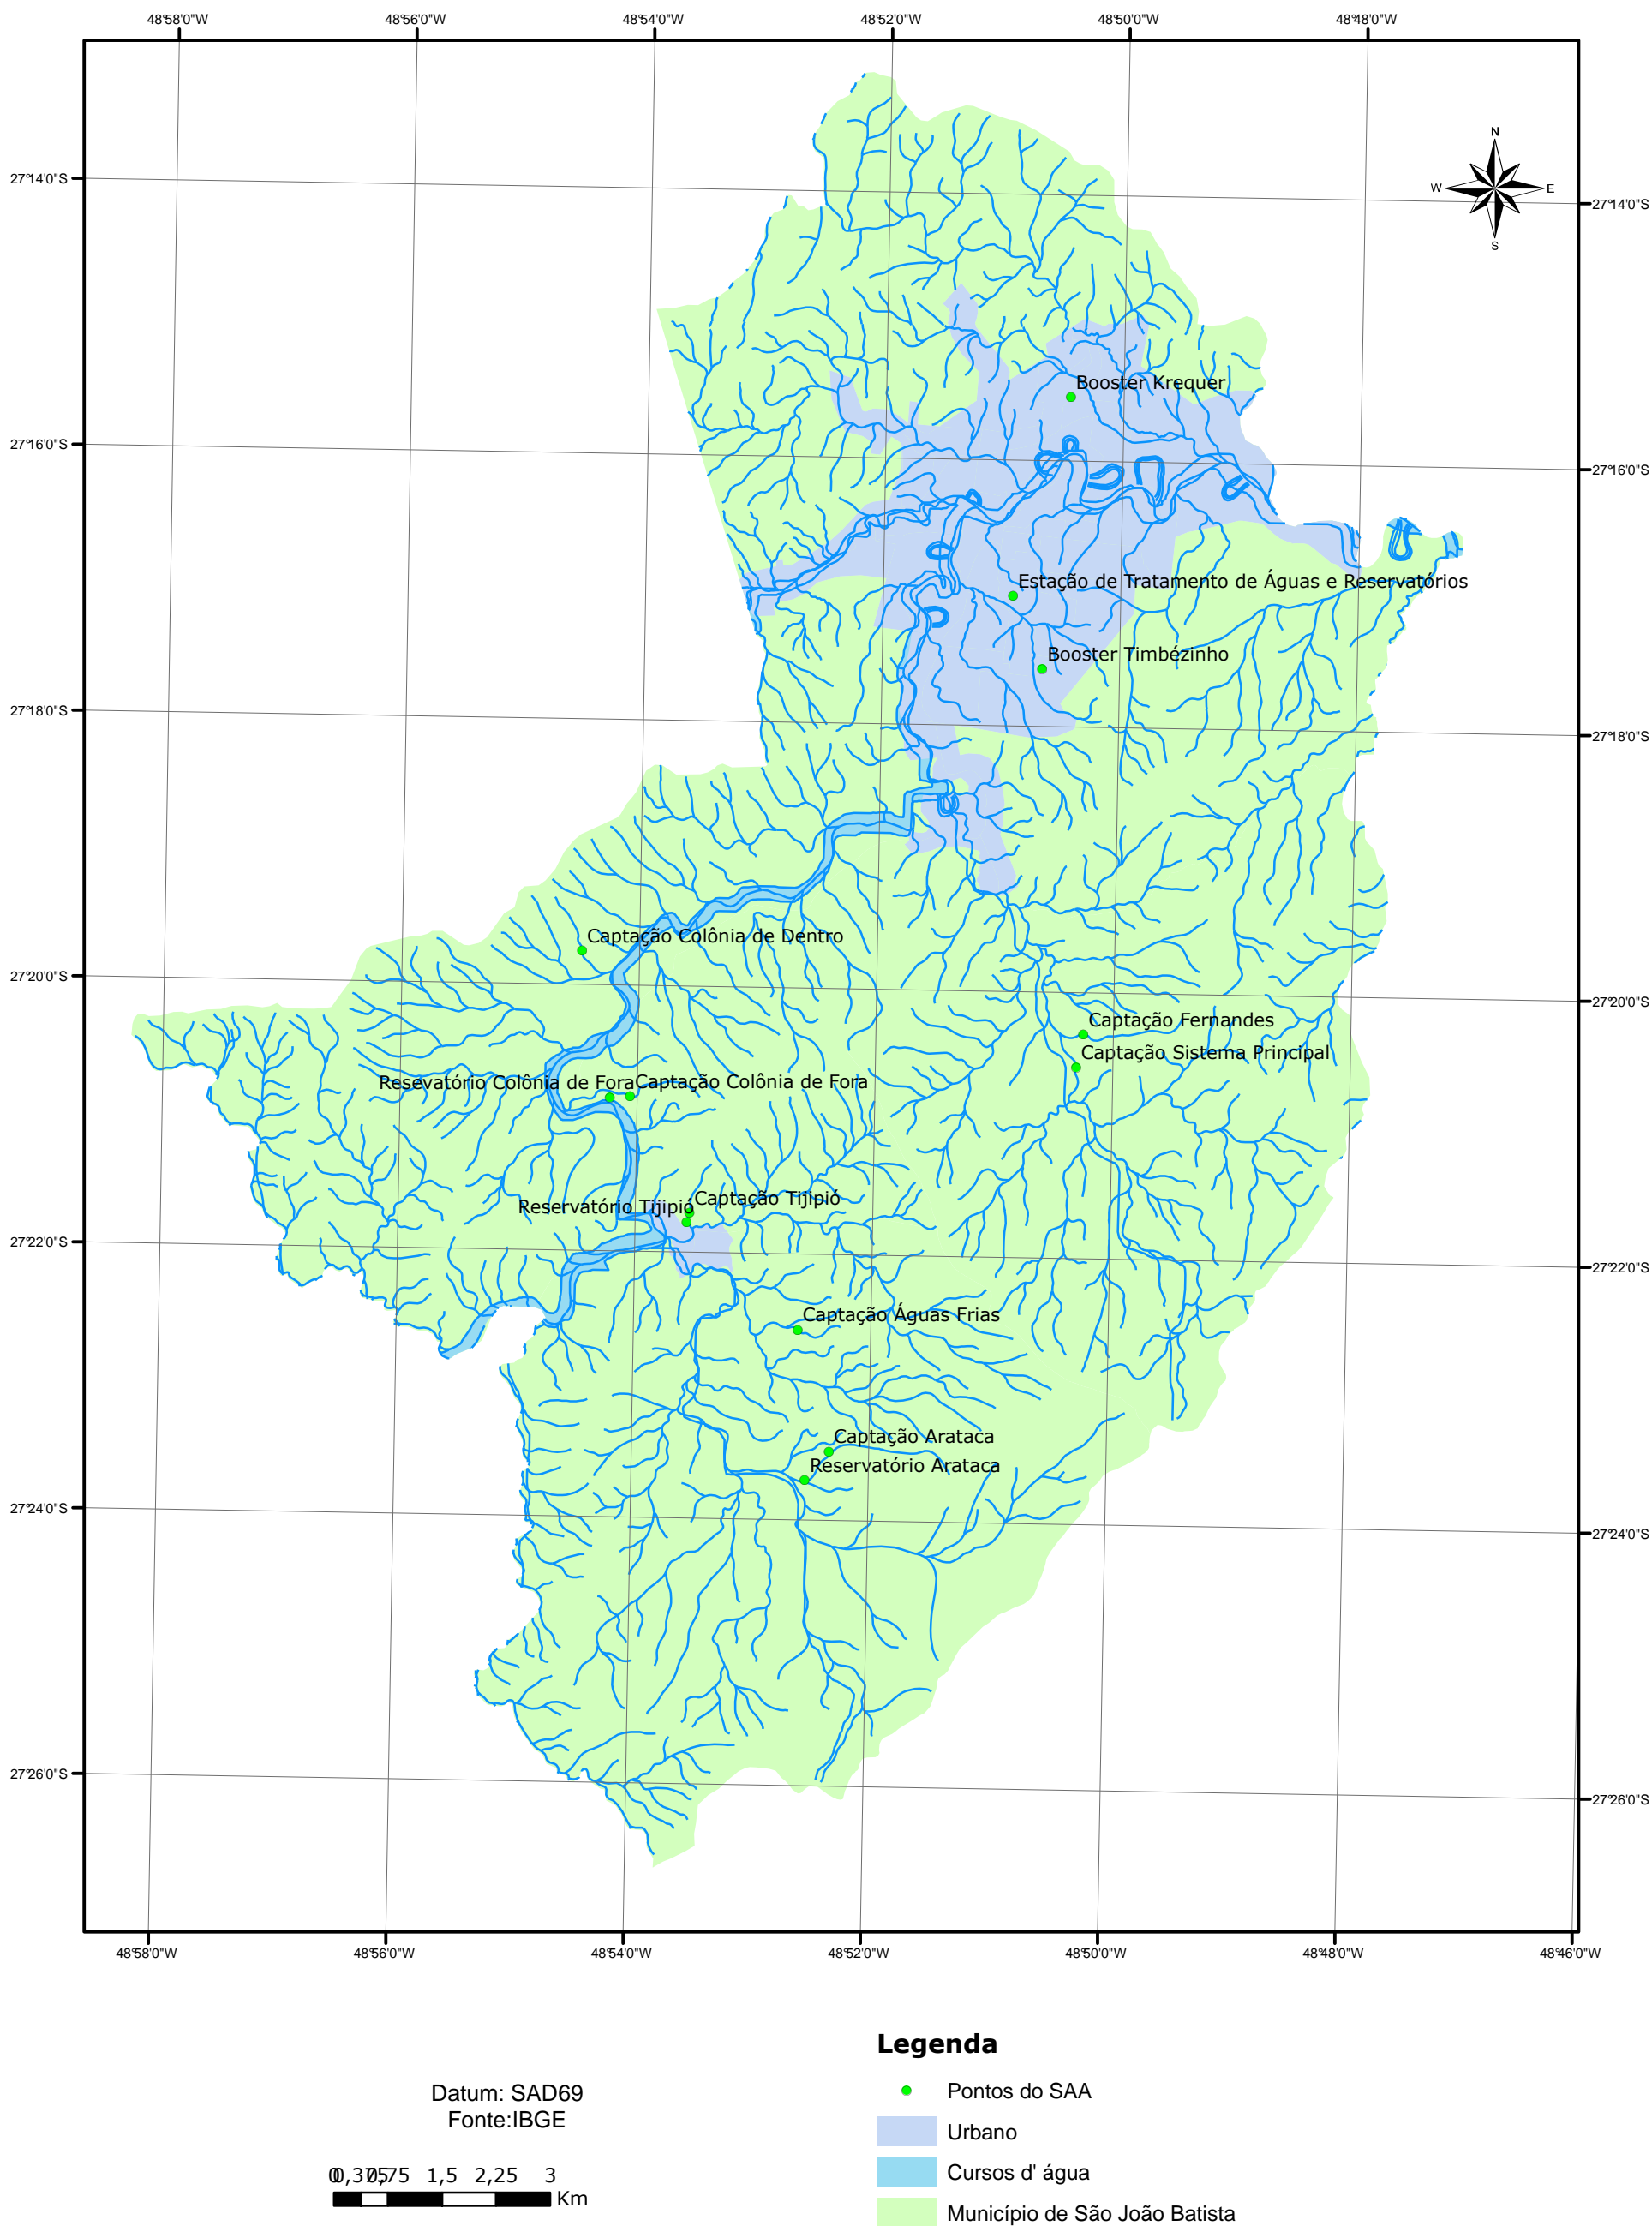 48°58'0"W 48°56'0"W 48°54'0"W 48°52'0"W 48°50'0"W 48°48'0"W
N
W E
S
27°14'0"S
27°14'0"S
Booster Krequer
27°16'0"S
27°16'0"S
Estação de Tratamento de Águas e Reservatórios
Booster Timbézinho
27°18'0"S
27°18'0"S
Captação Colônia de Dentro
27°20'0"S
27°20'0"S
Captação Fernandes
Captação Sistema Principal
Resevatório Colônia de Fora
Captação Colônia de Fora
Captação Tijipió
Reservatório Tijipió
27°22'0"S
27°22'0"S
Captação Águas Frias
Captação Arataca
Reservatório Arataca
27°24'0"S
27°24'0"S
27°26'0"S
27°26'0"S
48°58'0"W 48°56'0"W 48°54'0"W 48°52'0"W 48°50'0"W 48°48'0"W 48°46'0"W
Legenda
Pontos do SAA
Urbano
Cursos d' água
Município de São João Batista
Datum: SAD69
Fonte:IBGE
0 0,375 0,75 1,5 2,25 3
Km